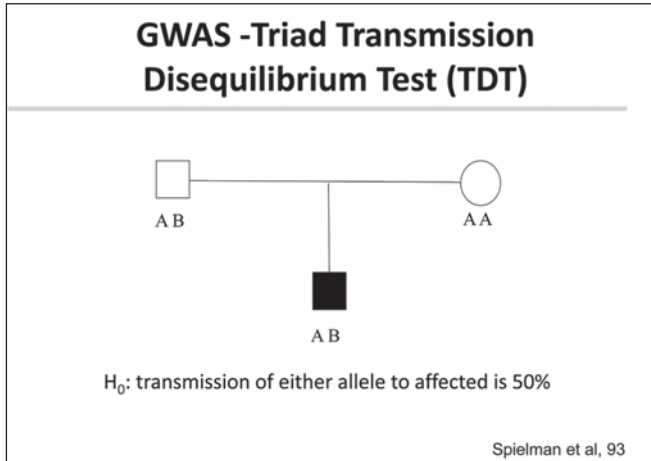 GWAS -Triad Transmission
Disequilibrium Test (TDT)
A B
A A
A B
H₀: transmission of either allele to affected is 50%
Spielman et al, 93